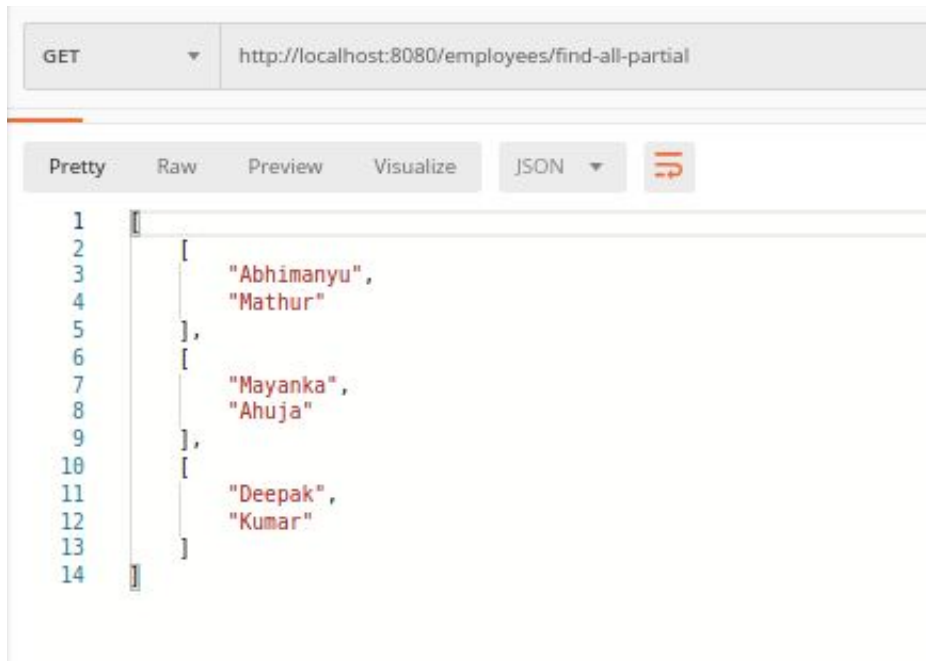 GET http://localhost:8080/employees/find-all-partial
Pretty Raw Preview Visualize JSON
1 [
2 [
3 "Abhimanyu",
4 "Mathur"
5 ],
6 [
7 "Mayanka",
8 "Ahuja"
9 ],
10 [
11 "Deepak",
12 "Kumar"
13 ]
14 ]